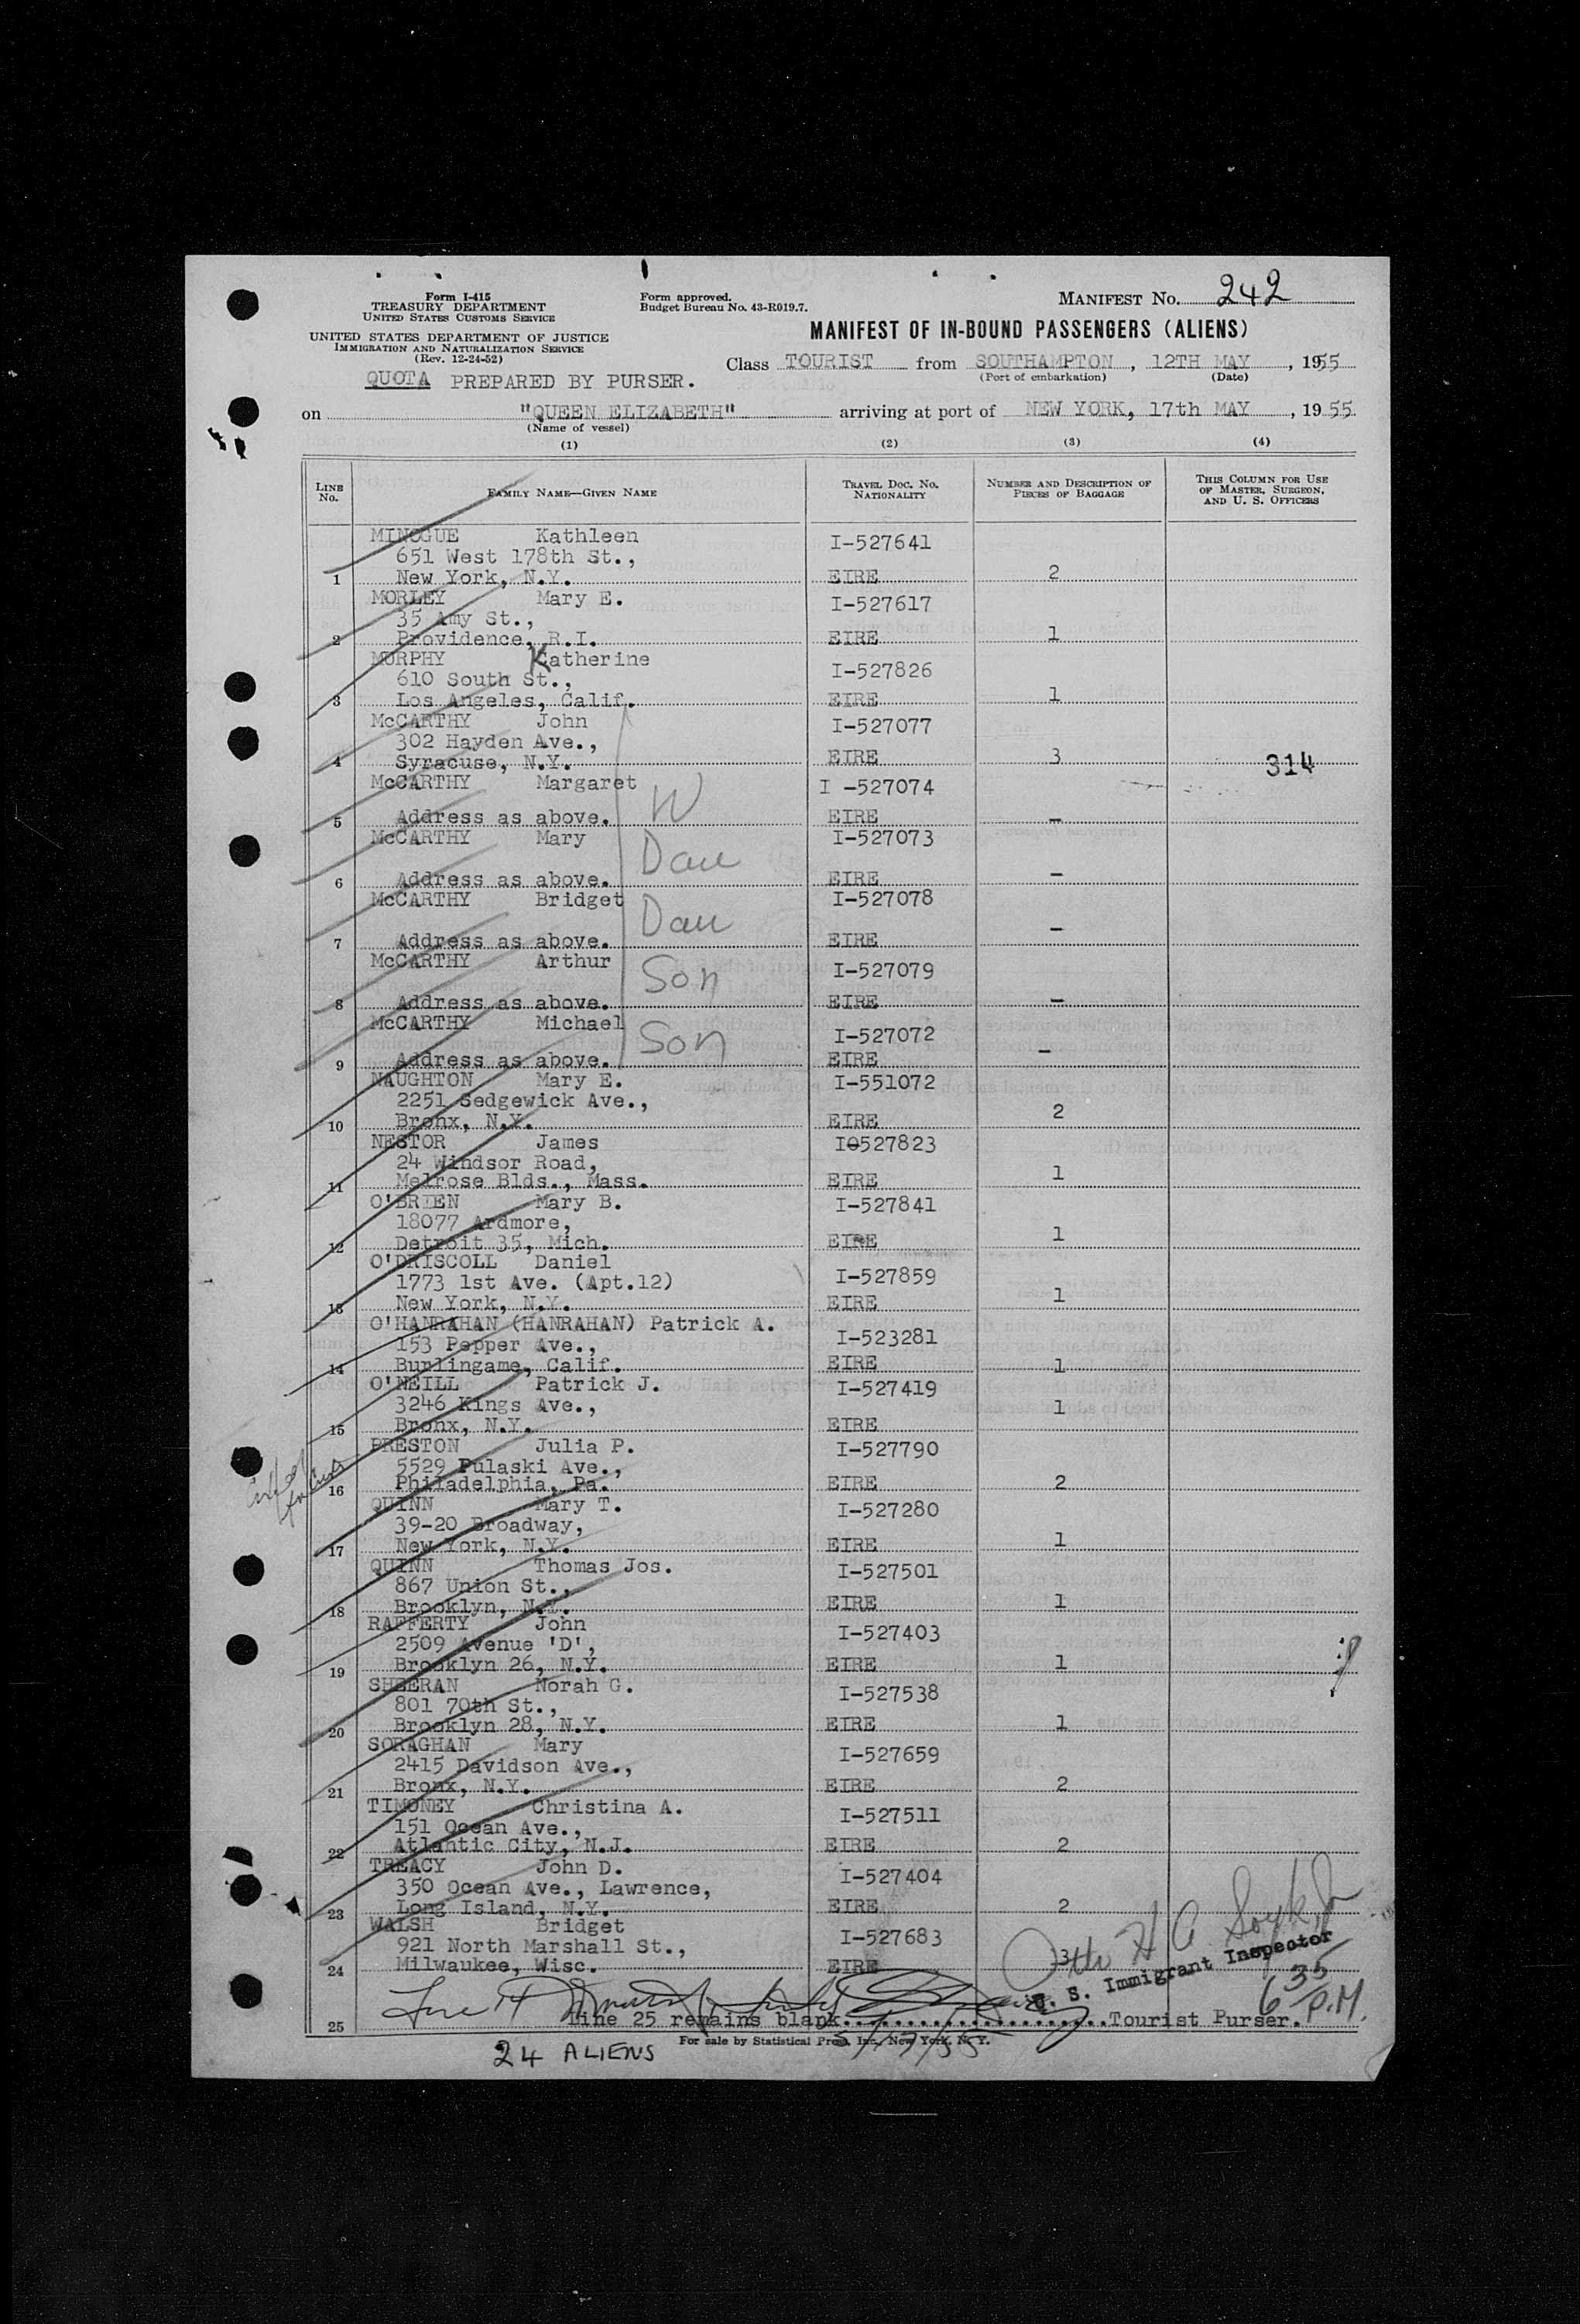 Form I-415
TREASURY DEPARTMENT
UNITED STATES CUSTOMS SERVICE
UNITED STATES DEPARTMENT OF JUSTICE
IMMIGRATION AND NATURALIZATION SERVICE
(Rev. 12-24-52)
Form approved.
Budget Bureau No. 43-R019.7.
MANIFEST NO. 242
MANIFEST OF IN-BOUND PASSENGERS (ALIENS)
Class TOURIST from SOUTHAMPTON, 12TH MAY, 1955
(Port of embarkation) (Date)
QUOTA PREPARED BY PURSER.
on "QUEEN ELIZABETH" arriving at port of NEW YORK, 17th MAY, 1955
(Name of vessel)
(1) (2) (3) (4)
LINE No. FAMILY NAME—GIVEN NAME TRAVEL DOC. NO. NATIONALITY NUMBER AND DESCRIPTION OF PIECES OF BAGGAGE THIS COLUMN FOR USE OF MASTER, SURGEON, AND U. S. OFFICERS
MINOGUE Kathleen I-527641
651 West 178th St.,
1 New York, N.Y. EIRE 2
MORLEY Mary E. I-527617
35 Amy St.,
2 Providence, R.I. EIRE 1
MURPHY Katherine I-527826
610 South St.,
3 Los Angeles, Calif. EIRE 1
McCARTHY John I-527077
302 Hayden Ave.,
4 Syracuse, N.Y. EIRE 3 314
McCARTHY Margaret I -527074
W
5 Address as above. EIRE –
McCARTHY Mary I-527073
Dau
6 Address as above. EIRE –
McCARTHY Bridget I-527078
Dau
7 Address as above. EIRE –
McCARTHY Arthur I-527079
Son
8 Address as above. EIRE –
McCARTHY Michael I-527072
Son
9 Address as above. EIRE –
NAUGHTON Mary E. I-551072
2251 Sedgewick Ave.,
10 Bronx, N.Y. EIRE 2
NESTOR James I0527823
24 Windsor Road,
11 Melrose Blds., Mass. EIRE 1
O'BRIEN Mary B. I-527841
18077 Ardmore,
12 Detroit 35, Mich. EIRE 1
O'DRISCOLL Daniel I-527859
1773 1st Ave. (Apt.12)
13 New York, N.Y. EIRE 1
O'HANRAHAN (HANRAHAN) Patrick A. I-523281
153 Pepper Ave.,
14 Burlingame, Calif. EIRE 1
O'NEILL Patrick J. I-527419
3246 Kings Ave.,
15 Bronx, N.Y. EIRE 1
PRESTON Julia P. I-527790
5529 Pulaski Ave.,
16 Philadelphia, Pa. EIRE 2
QUINN Mary T. I-527280
39-20 Broadway,
17 New York, N.Y. EIRE 1
QUINN Thomas Jos. I-527501
867 Union St.,
18 Brooklyn, N.Y. EIRE 1
RAFFERTY John I-527403
2509 Avenue 'D',
19 Brooklyn 26, N.Y. EIRE 1
SHEERAN Norah G. I-527538
801 70th St.,
20 Brooklyn 28, N.Y. EIRE 1
SORAGHAN Mary I-527659
2415 Davidson Ave.,
21 Bronx, N.Y. EIRE 2
TIMONEY Christina A. I-527511
151 Ocean Ave.,
22 Atlantic City, N.J. EIRE 2
TREACY John D. I-527404
350 Ocean Ave., Lawrence,
23 Long Island, N.Y. EIRE 2
WALSH Bridget I-527683
921 North Marshall St.,
24 Milwaukee, Wisc. EIRE 3
U. S. Immigrant Inspector
6 35 P.M.
25 Line 25 remains blank. Tourist Purser.
For sale by Statistical Press, Inc., New York, N. Y.
5/17/55
24 ALIENS